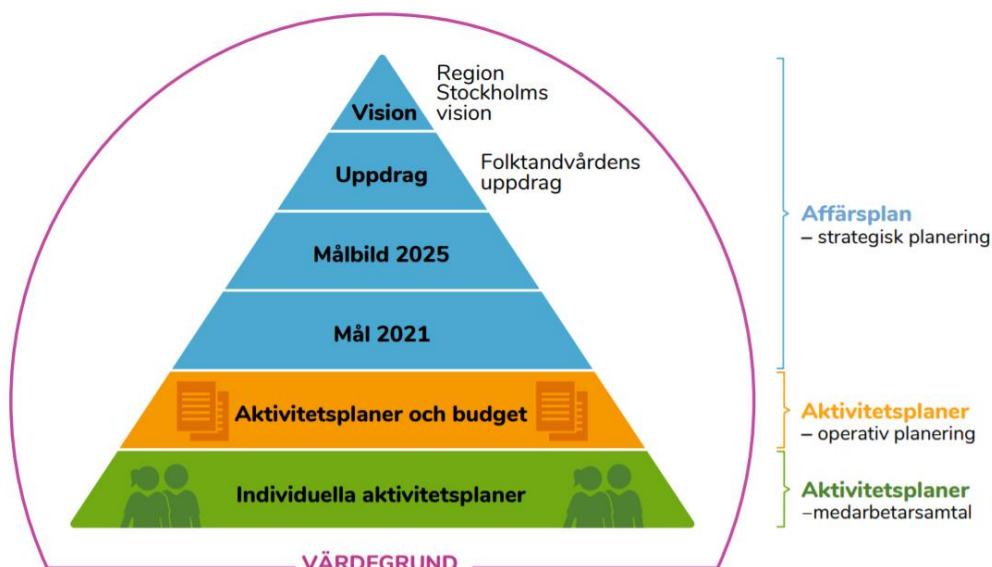 Region
Stockholms
vision
Vision
Folktandvårdens
uppdrag
Uppdrag
Målbild 2025
Mål 2021
Affärsplan
– strategisk planering
Aktivitetsplaner och budget
Aktivitetsplaner
– operativ planering
Individuella aktivitetsplaner
Aktivitetsplaner
–medarbetarsamtal
VÄRDEGRUND